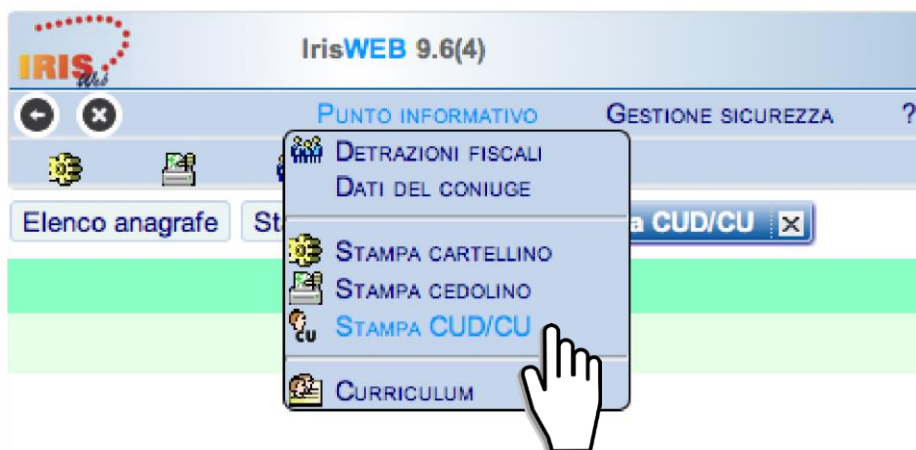 IRIS Web
IrisWEB 9.6(4)
PUNTO INFORMATIVO GESTIONE SICUREZZA ?
DETRAZIONI FISCALI
DATI DEL CONIUGE
Elenco anagrafe St a CUD/CU
STAMPA CARTELLINO
STAMPA CEDOLINO
CU STAMPA CUD/CU
CURRICULUM